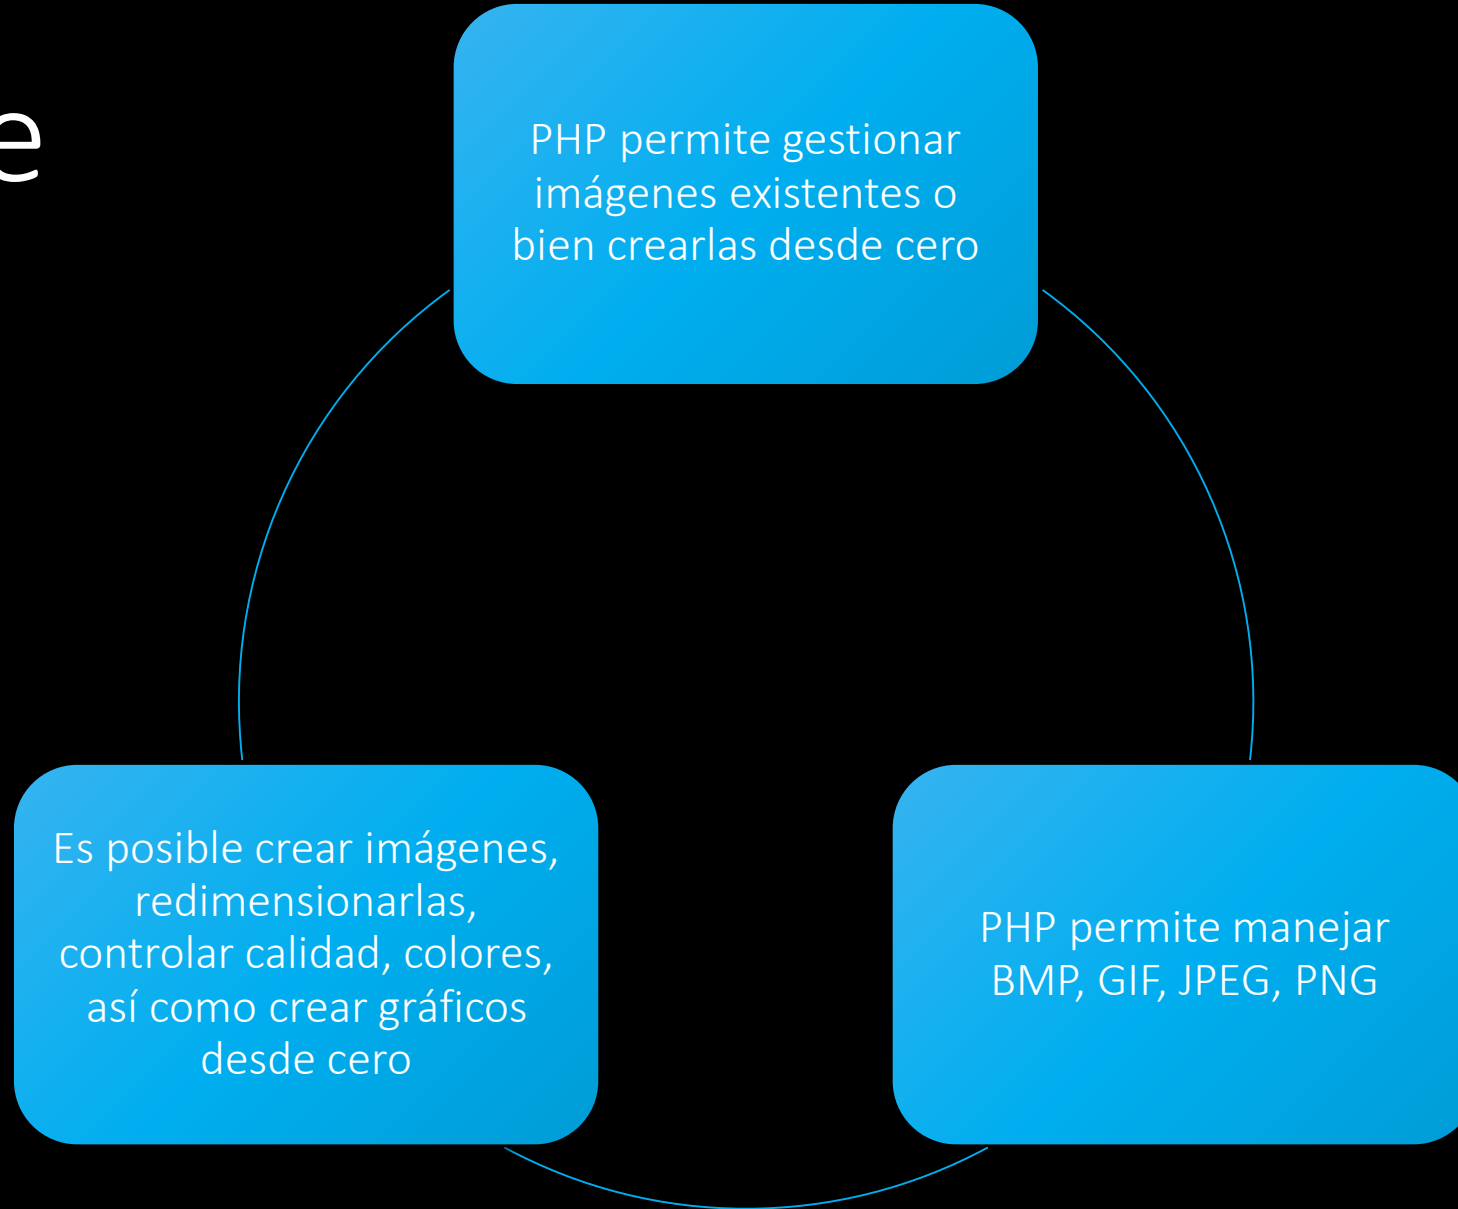 e
PHP permite gestionar
imágenes existentes o
bien crearlas desde cero
Es posible crear imágenes,
redimensionarlas,
controlar calidad, colores,
así como crear gráficos
desde cero
PHP permite manejar
BMP, GIF, JPEG, PNG